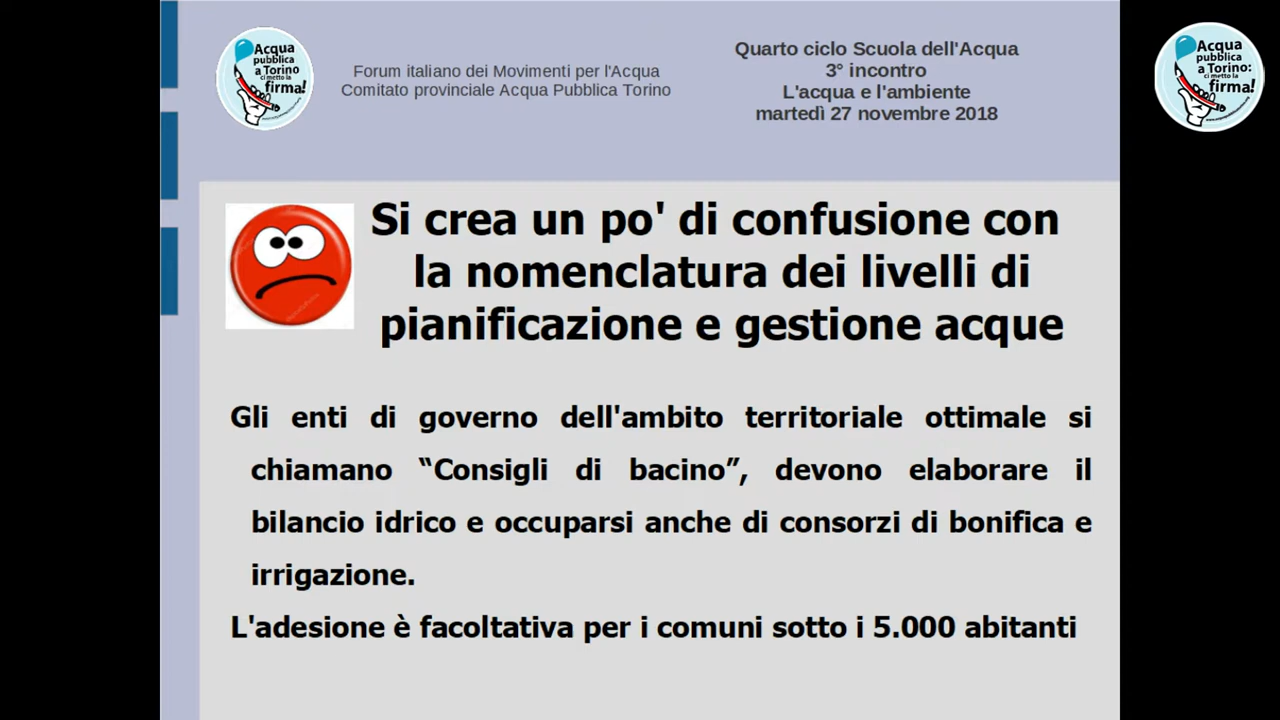 Acqua
pubblica
a Torino
ci metto la
firma!
Forum italiano dei Movimenti per l'Acqua
Comitato provinciale Acqua Pubblica Torino
Quarto ciclo Scuola dell'Acqua
3° incontro
L'acqua e l'ambiente
martedì 27 novembre 2018
Acqua
pubblica
a Torino:
ci metto la
firma!
Si crea un po' di confusione con
la nomenclatura dei livelli di
pianificazione e gestione acque
Gli enti di governo dell'ambito territoriale ottimale si
chiamano “Consigli di bacino”, devono elaborare il
bilancio idrico e occuparsi anche di consorzi di bonifica e
irrigazione.
L'adesione è facoltativa per i comuni sotto i 5.000 abitanti